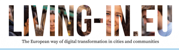 LIVING-IN.EU
The European way of digital transformation in cities and communities